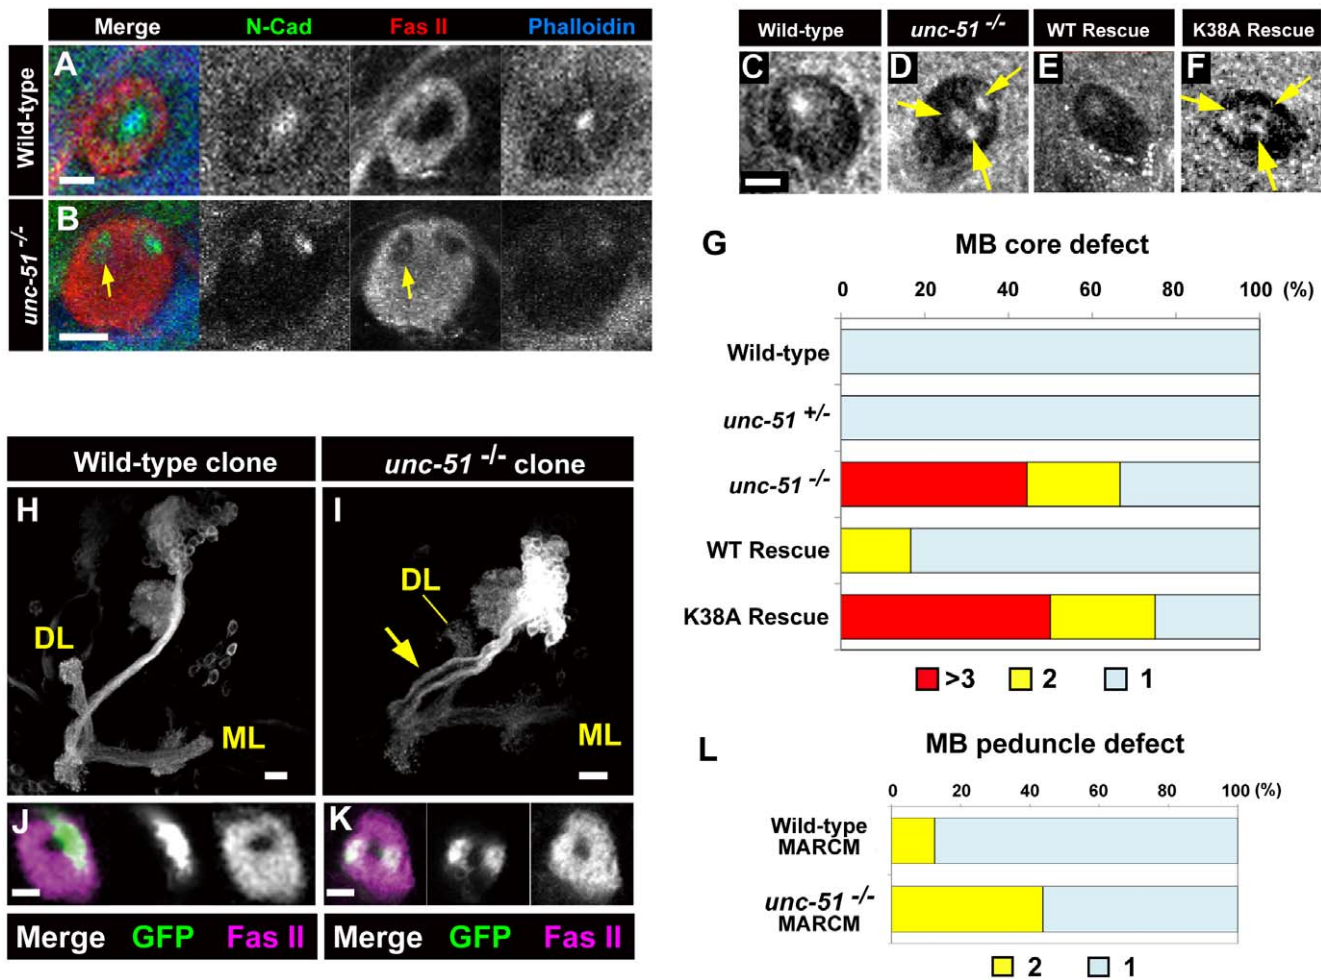 Merge N-Cad Fas II Phalloidin
Wild-type
A
unc-51 -/-
B
Wild-type unc-51 -/- WT Rescue K38A Rescue
C D E F
G MB core defect
0 20 40 60 80 100 (%)
Wild-type
unc-51 +/-
unc-51 -/-
WT Rescue
K38A Rescue
>3 2 1
Wild-type clone unc-51 -/- clone
H I
DL ML
DL ML
J K
Merge GFP Fas II Merge GFP Fas II
L MB peduncle defect
0 20 40 60 80 100 (%)
Wild-type
MARCM
unc-51 -/-
MARCM
2 1